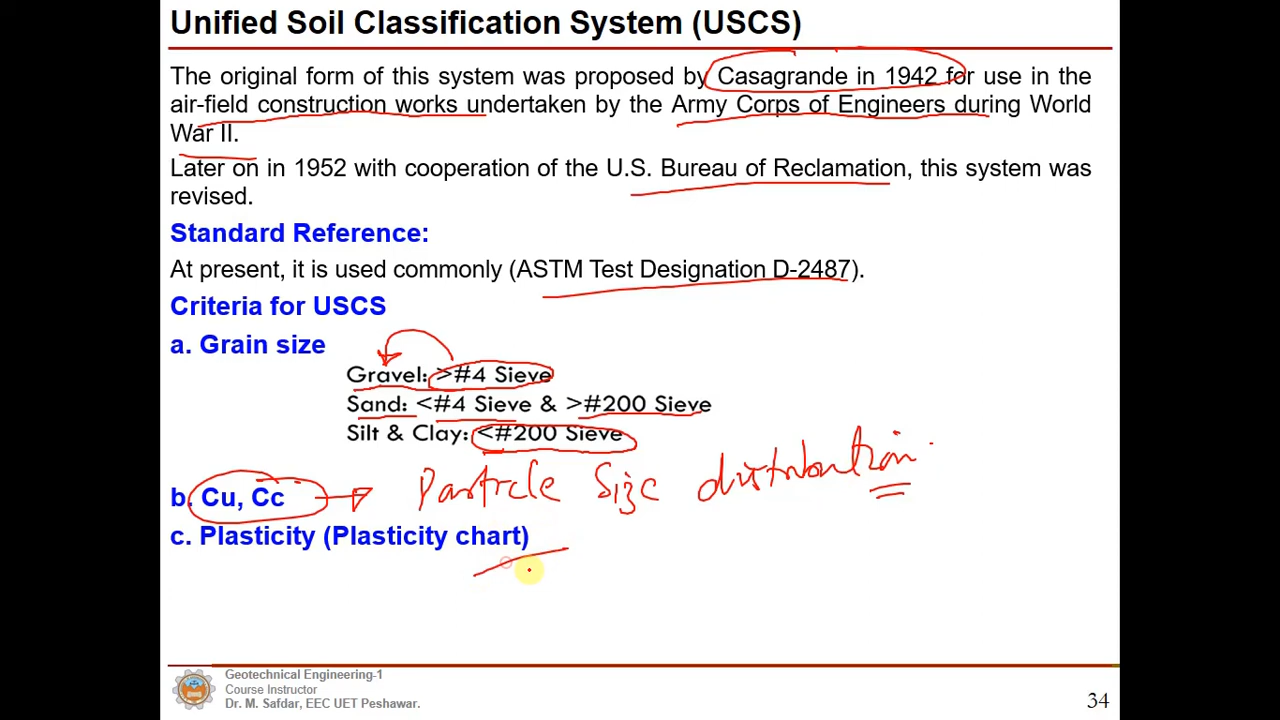 Unified Soil Classification System (USCS)
The original form of this system was proposed by Casagrande in 1942 for use in the
air-field construction works undertaken by the Army Corps of Engineers during World
War II.
Later on in 1952 with cooperation of the U.S. Bureau of Reclamation, this system was
revised.
Standard Reference:
At present, it is used commonly (ASTM Test Designation D-2487).
Criteria for USCS
a. Grain size
Gravel: >#4 Sieve
Sand: <#4 Sieve & >#200 Sieve
Silt & Clay: <#200 Sieve
b. Cu, Cc Particle Size distribution
c. Plasticity (Plasticity chart)
Geotechnical Engineering-1
Course Instructor
Dr. M. Safdar, EEC UET Peshawar.
34